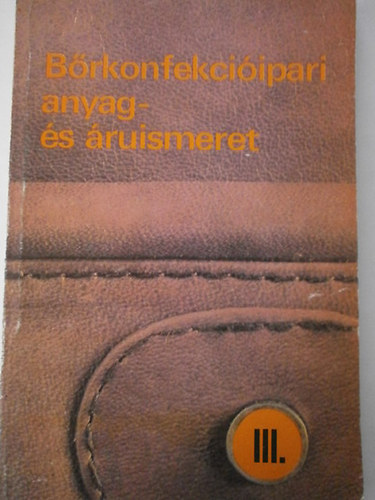 Bőrkonfekcióipari
anyag-
és áruismeret
III.